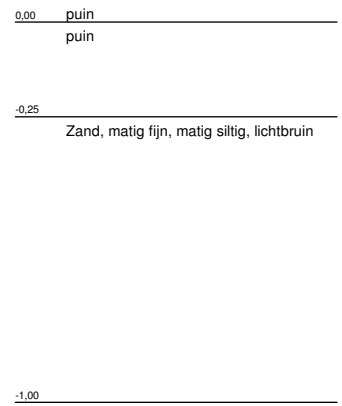 0,00 puin
puin
-0,25
Zand, matig fijn, matig siltig, lichtbruin
-1,00